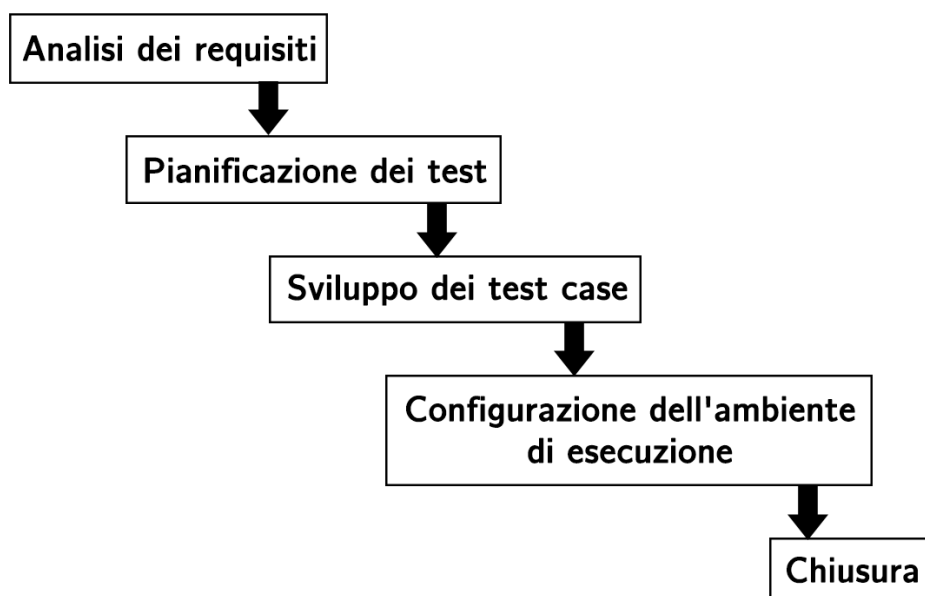 Analisi dei requisiti
Pianificazione dei test
Sviluppo dei test case
Configurazione dell'ambiente
di esecuzione
Chiusura